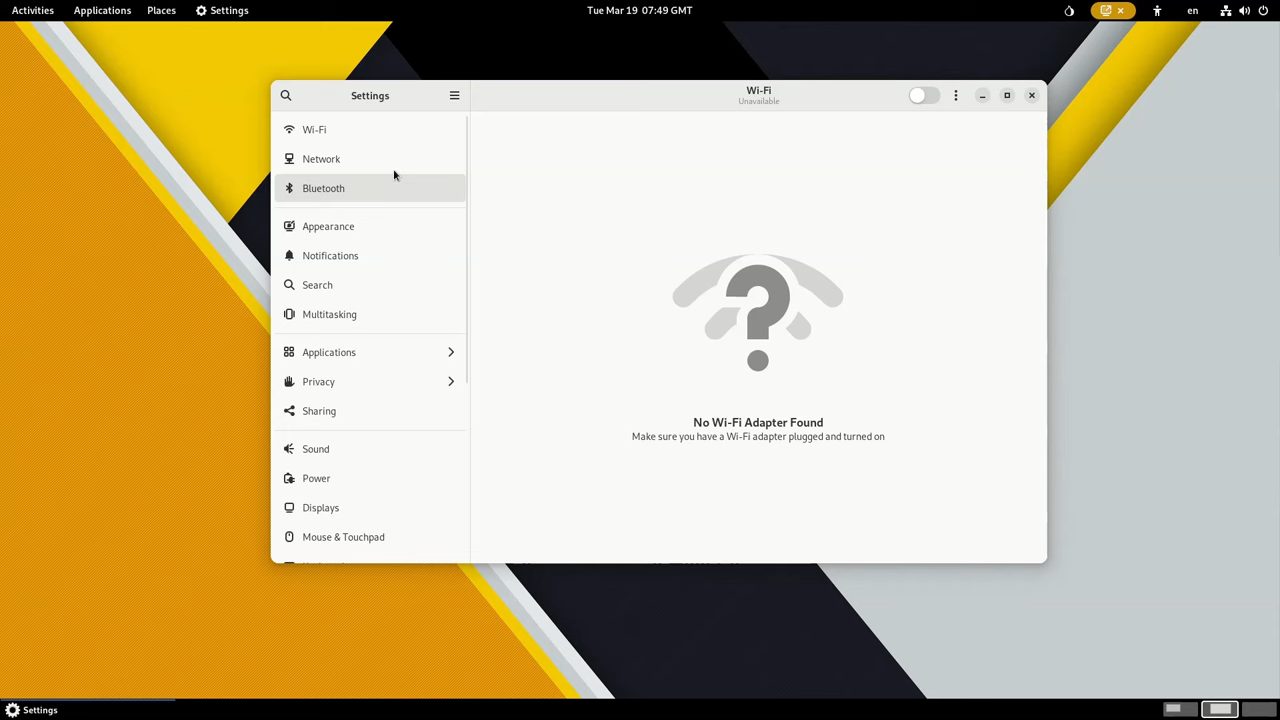 Activities
Applications
Places
Settings
Tue Mar 19 07:49 AM
en
Settings
Wi-Fi
Unavailable
Wi-Fi
Network
Bluetooth
Appearance
Notifications
Search
Multitasking
Applications
Privacy
Sharing
Sound
Power
Displays
Mouse & Touchpad
No Wi-Fi Adapter Found
Make sure you have a Wi-Fi adapter plugged and turned on
Settings